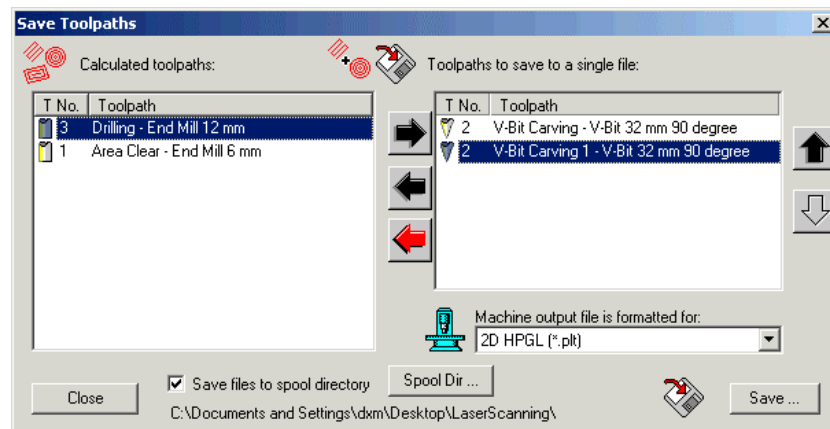 Save Toolpaths
Calculated toolpaths:
T No. Toolpath
3 Drilling - End Mill 12 mm
1 Area Clear - End Mill 6 mm
Toolpaths to save to a single file:
T No. Toolpath
2 V-Bit Carving - V-Bit 32 mm 90 degree
2 V-Bit Carving 1 - V-Bit 32 mm 90 degree
Machine output file is formatted for:
2D HPGL (*.plt)
Close
Save files to spool directory
Spool Dir ...
C:\Documents and Settings\dxm\Desktop\LaserScanning\
Save ...